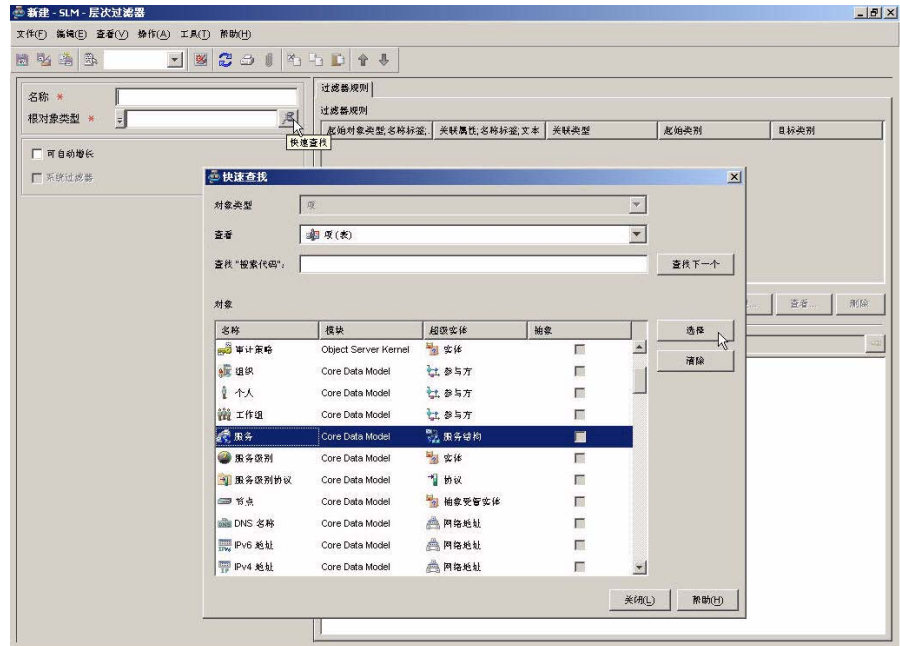 新建 - SLM - 层次过滤器
文件(F) 编辑(E) 查看(V) 操作(A) 工具(T) 帮助(H)
名称 *
根对象类型 *
快速查找
可自动增长
系统过滤器
过滤器规则
过滤器规则
起始对象类型;名称标签; 关联属性;名称标签;文本 关联类型 起始类别 目标类别
查看... 删除
快速查找
对象类型 项
查看 项(表)
查找"搜索代码": 查找下一个
对象
名称 模块 超级实体 抽象
选择
清除
审计策略 Object Server Kernel 实体
组织 Core Data Model 参与方
个人 Core Data Model 参与方
工作组 Core Data Model 参与方
服务 Core Data Model 服务结构
服务级别 Core Data Model 实体
服务级别协议 Core Data Model 协议
节点 Core Data Model 抽象受管实体
DNS 名称 Core Data Model 网络地址
IPv6 地址 Core Data Model 网络地址
IPv4 地址 Core Data Model 网络地址
关闭(L) 帮助(H)